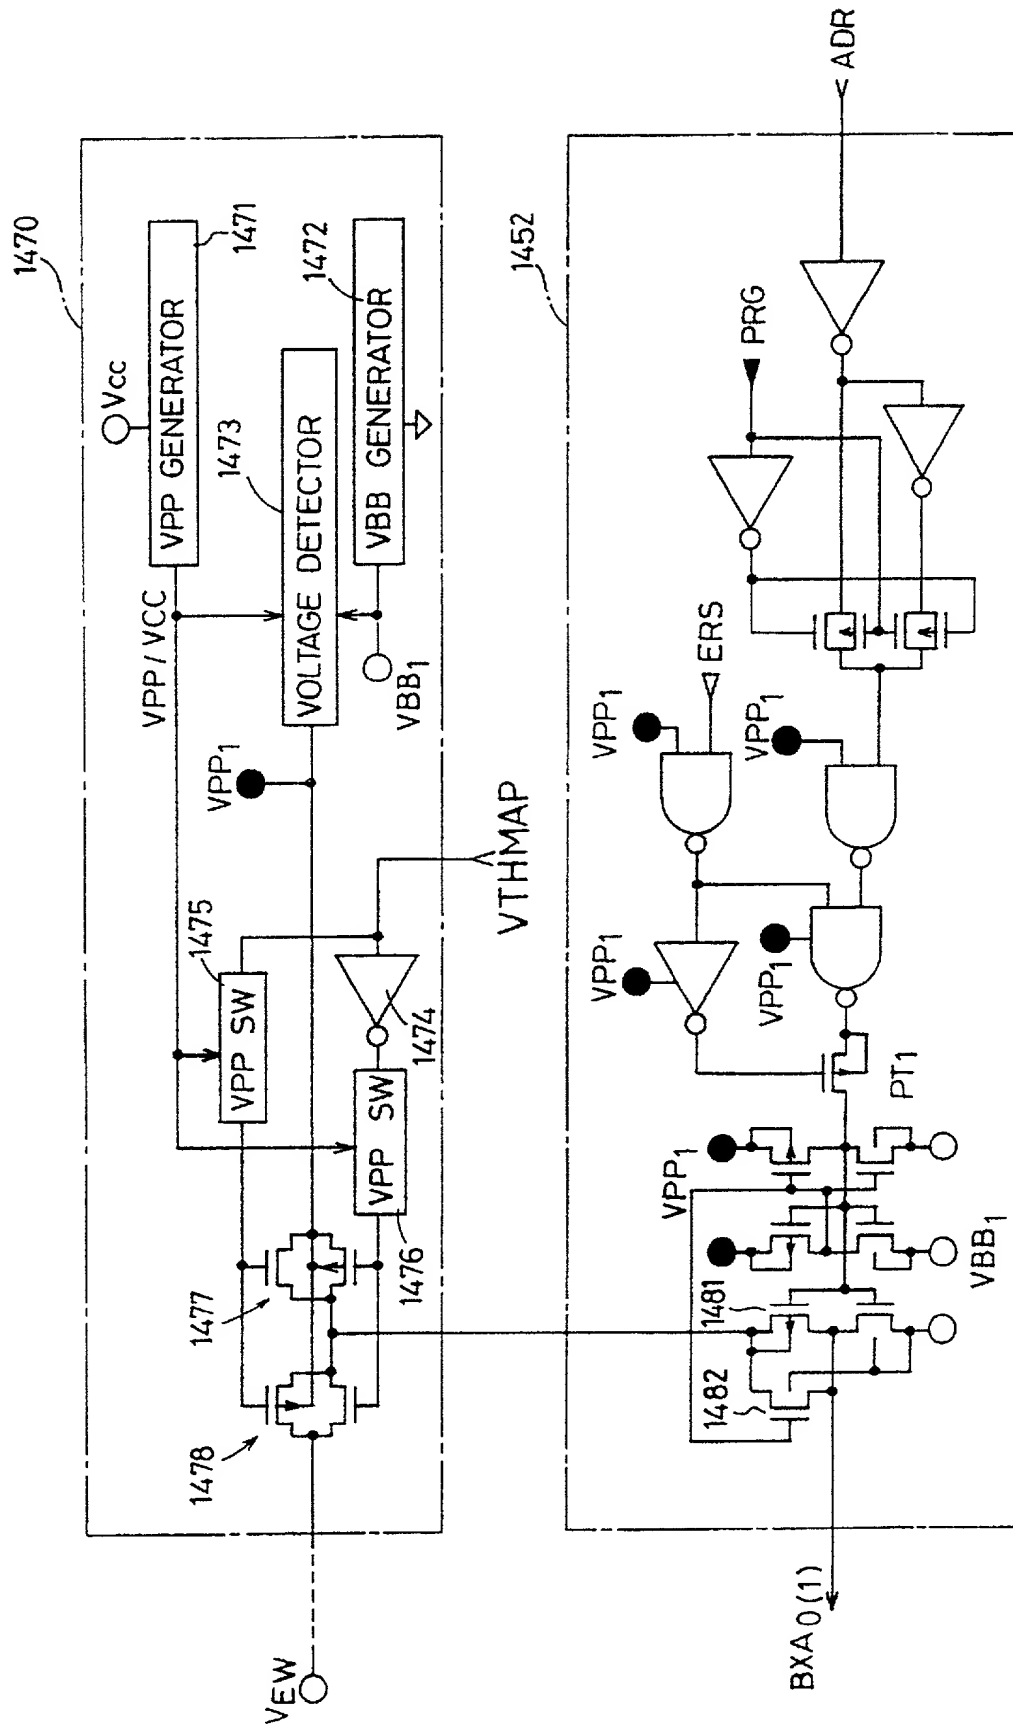 1470
Vcc
VPP GENERATOR
1471
VPP/VCC
1473
VOLTAGE DETECTOR
1472
VBB GENERATOR
VBB1
VPP1
1475
VPP SW
VTHMAP
1474
VPP SW
1476
1477
1478
VEW
1452
ADR
PRG
ERS
VPP1
VPP1
VPP1
VPP1
PT1
VPP1
VBB1
1481
1482
BXA0(1)